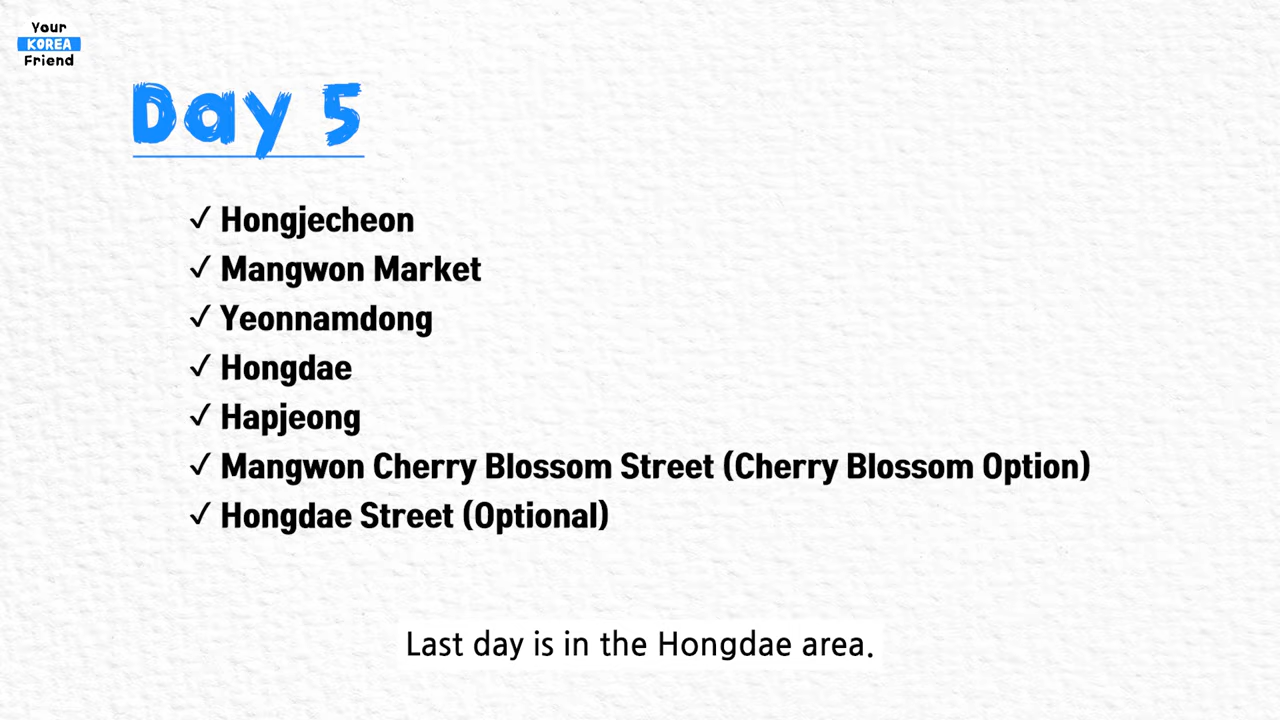 Your
KOREA
Friend
Day 5
✓ Hongjecheon
✓ Mangwon Market
✓ Yeonnamdong
✓ Hongdae
✓ Hapjeong
✓ Mangwon Cherry Blossom Street (Cherry Blossom Option)
✓ Hongdae Street (Optional)
Last day is in the Hongdae area.